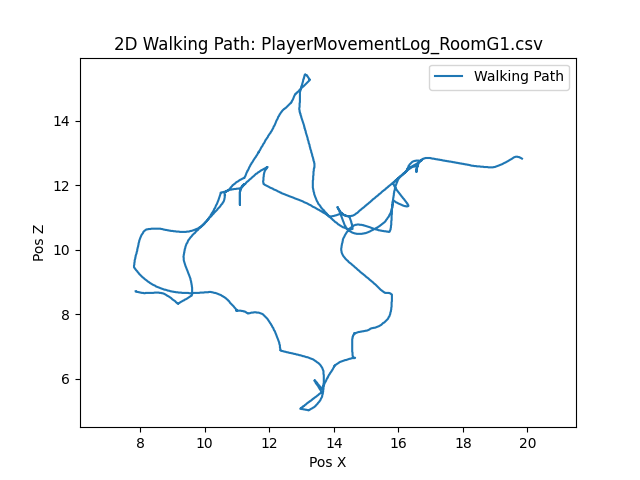 2D Walking Path: PlayerMovementLog_RoomG1.csv
Walking Path
14
12
10
8
6
Pos Z
8 10 12 14 16 18 20
Pos X